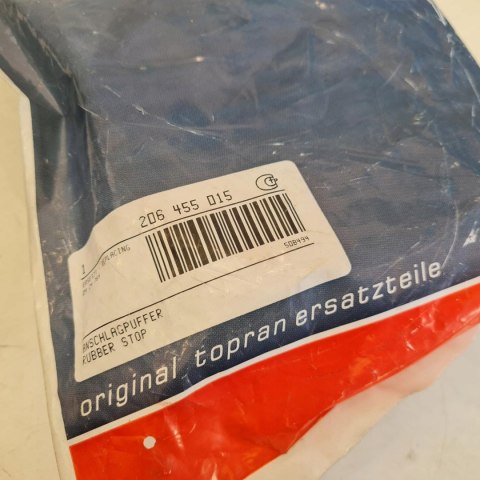 206 455 015
1
508494
ANSCHLAGPUFFER
RUBBER STOP
original topran ersatzteile